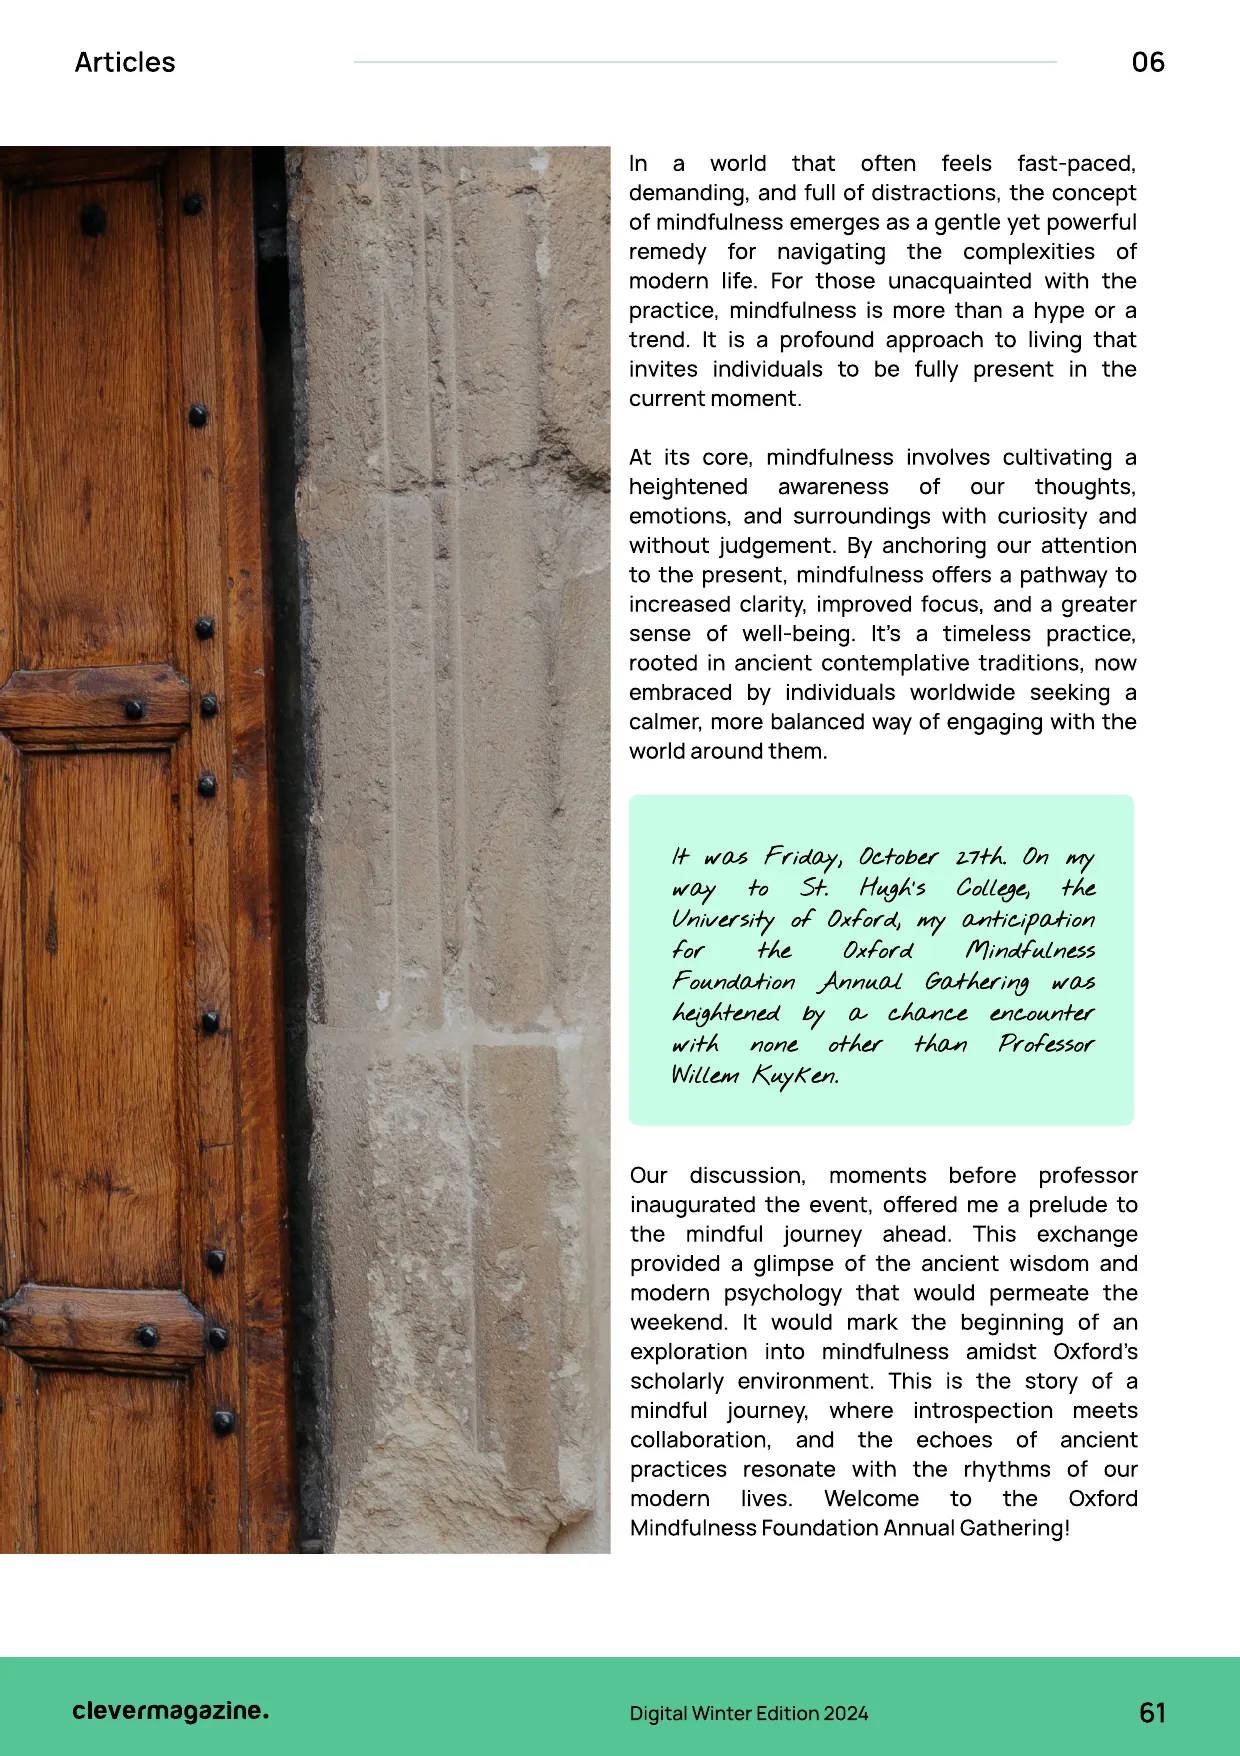 Articles
06
In a world that often feels fast-paced,
demanding, and full of distractions, the concept
of mindfulness emerges as a gentle yet powerful
remedy for navigating the complexities of
modern life. For those unacquainted with the
practice, mindfulness is more than a hype or a
trend. It is a profound approach to living that
invites individuals to be fully present in the
current moment.
At its core, mindfulness involves cultivating a
heightened awareness of our thoughts,
emotions, and surroundings with curiosity and
without judgement. By anchoring our attention
to the present, mindfulness offers a pathway to
increased clarity, improved focus, and a greater
sense of well-being. It's a timeless practice,
rooted in ancient contemplative traditions, now
embraced by individuals worldwide seeking a
calmer, more balanced way of engaging with the
world around them.
It was Friday, October 27th. On my
way to St. Hugh's College, the
University of Oxford, my anticipation
for the Oxford Mindfulness
Foundation Annual Gathering was
heightened by a chance encounter
with none other than Professor
Willem Kuyken.
Our discussion, moments before professor
inaugurated the event, offered me a prelude to
the mindful journey ahead. This exchange
provided a glimpse of the ancient wisdom and
modern psychology that would permeate the
weekend. It would mark the beginning of an
exploration into mindfulness amidst Oxford's
scholarly environment. This is the story of a
mindful journey, where introspection meets
collaboration, and the echoes of ancient
practices resonate with the rhythms of our
modern lives. Welcome to the Oxford
Mindfulness Foundation Annual Gathering!
clevermagazine.
Digital Winter Edition 2024
61